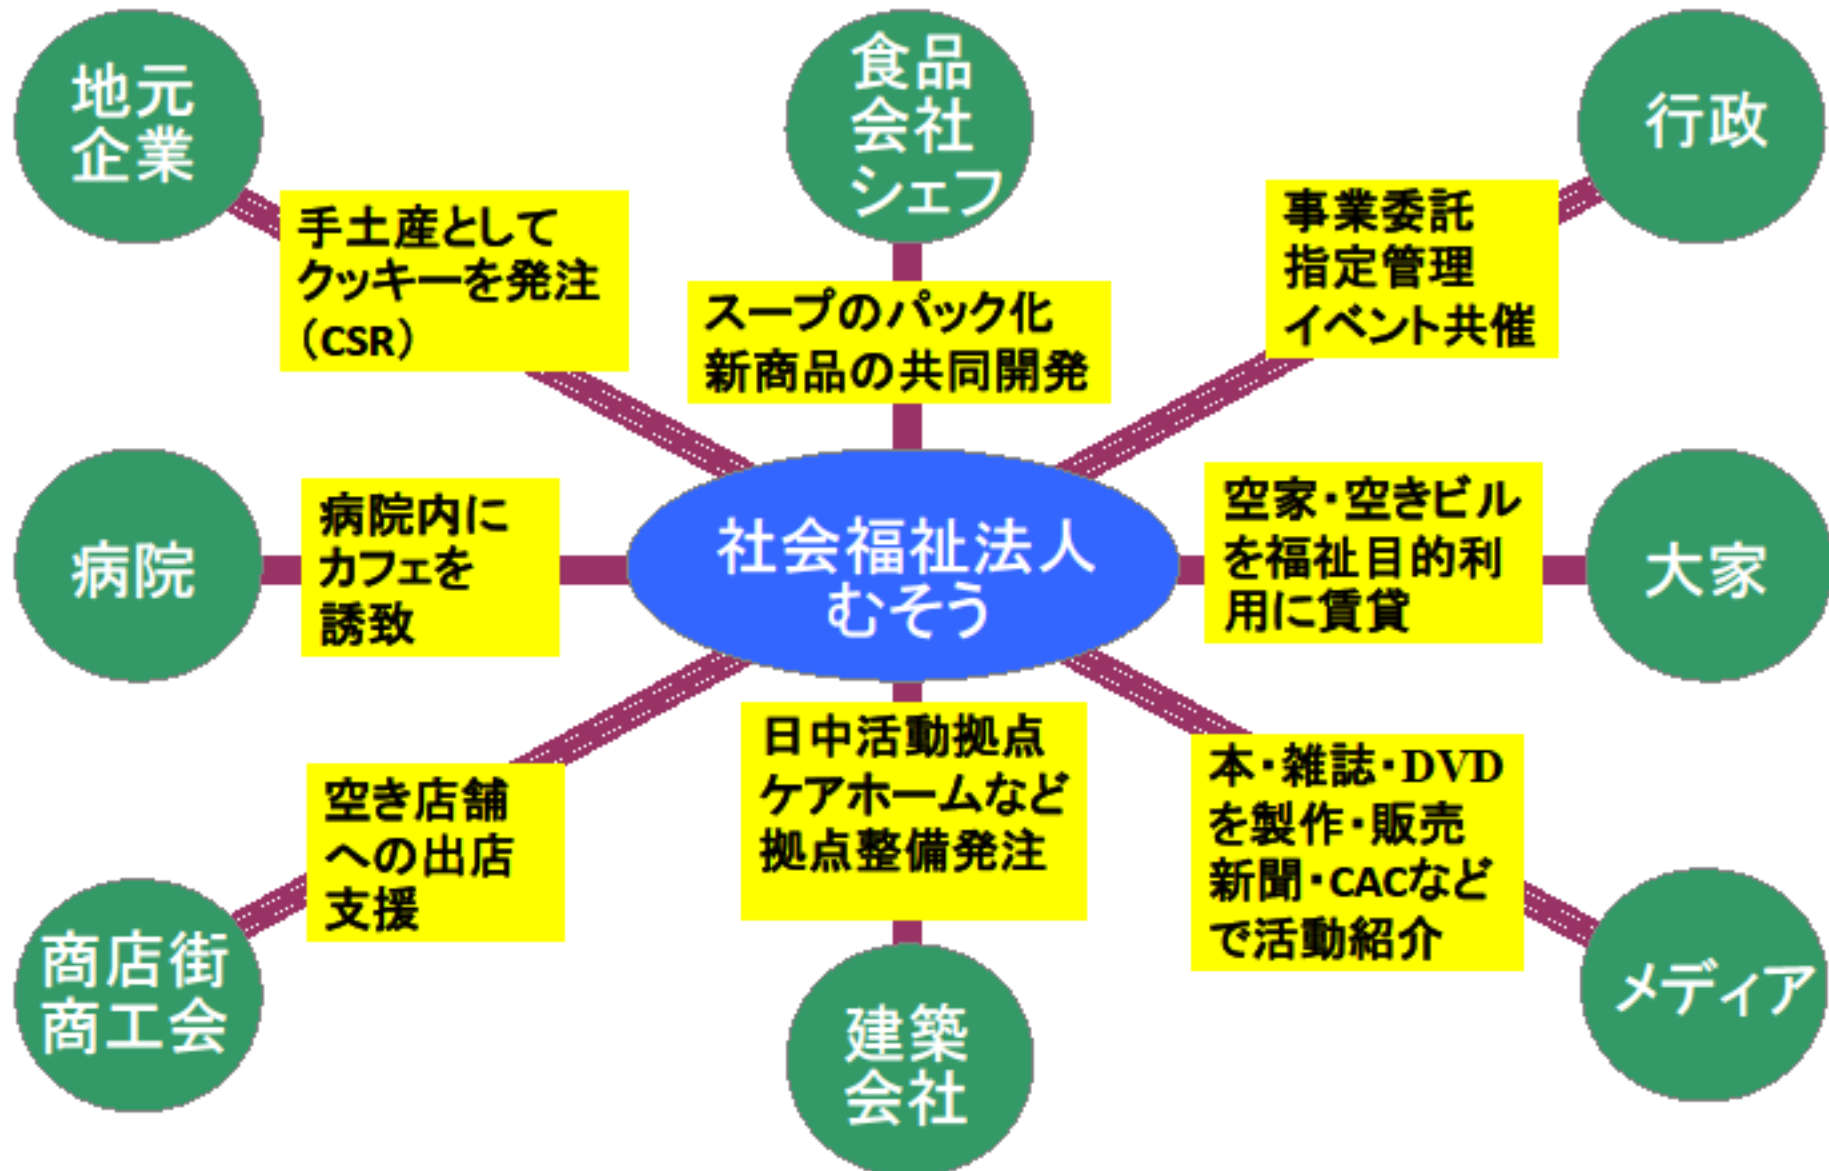 地元
企業
食品
会社
シェフ
行政
手土産として
クッキーを発注
（CSR）
スープのパック化
新商品の共同開発
事業委託
指定管理
イベント共催
病院
病院内に
カフェを
誘致
社会福祉法人
むそう
空家・空きビル
を福祉目的利
用に賃貸
大家
空き店舗
への出店
支援
日中活動拠点
ケアホームなど
拠点整備発注
本・雑誌・DVD
を製作・販売
新聞・CACなど
で活動紹介
商店街
商工会
建築
会社
メディア